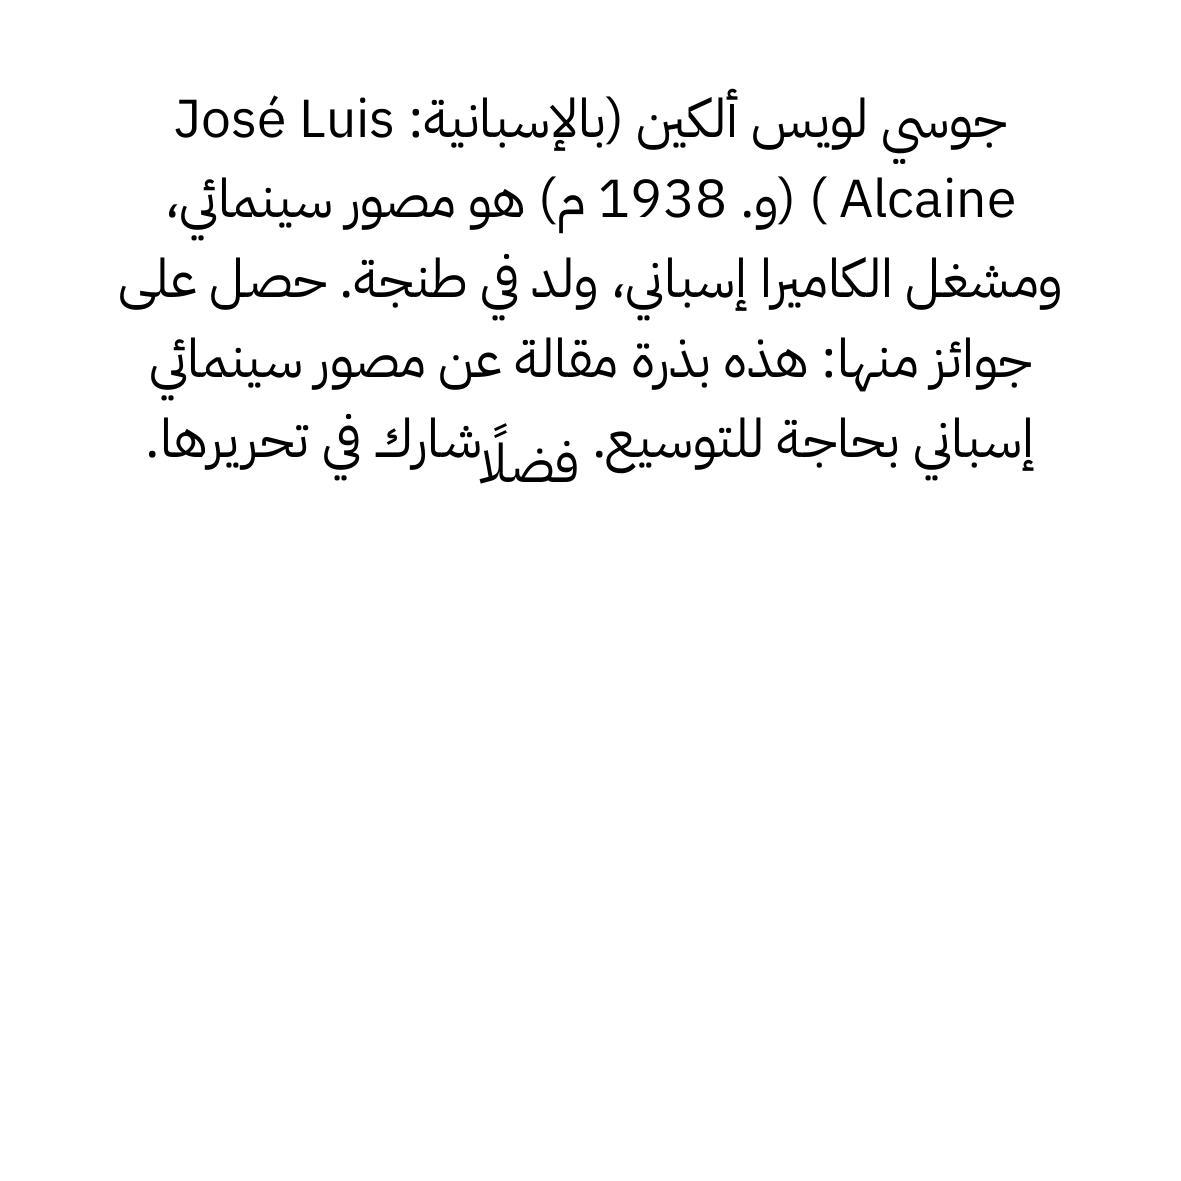 جوسي لويس ألكين (بالإسبانية: José Luis
Alcaine ) (و. 1938 م) هو مصور سينمائي،
ومشغل الكاميرا إسباني، ولد في طنجة. حصل على
جوائز منها: هذه بذرة مقالة عن مصور سينمائي
إسباني بحاجة للتوسيع. فضلًا شارك في تحريرها.